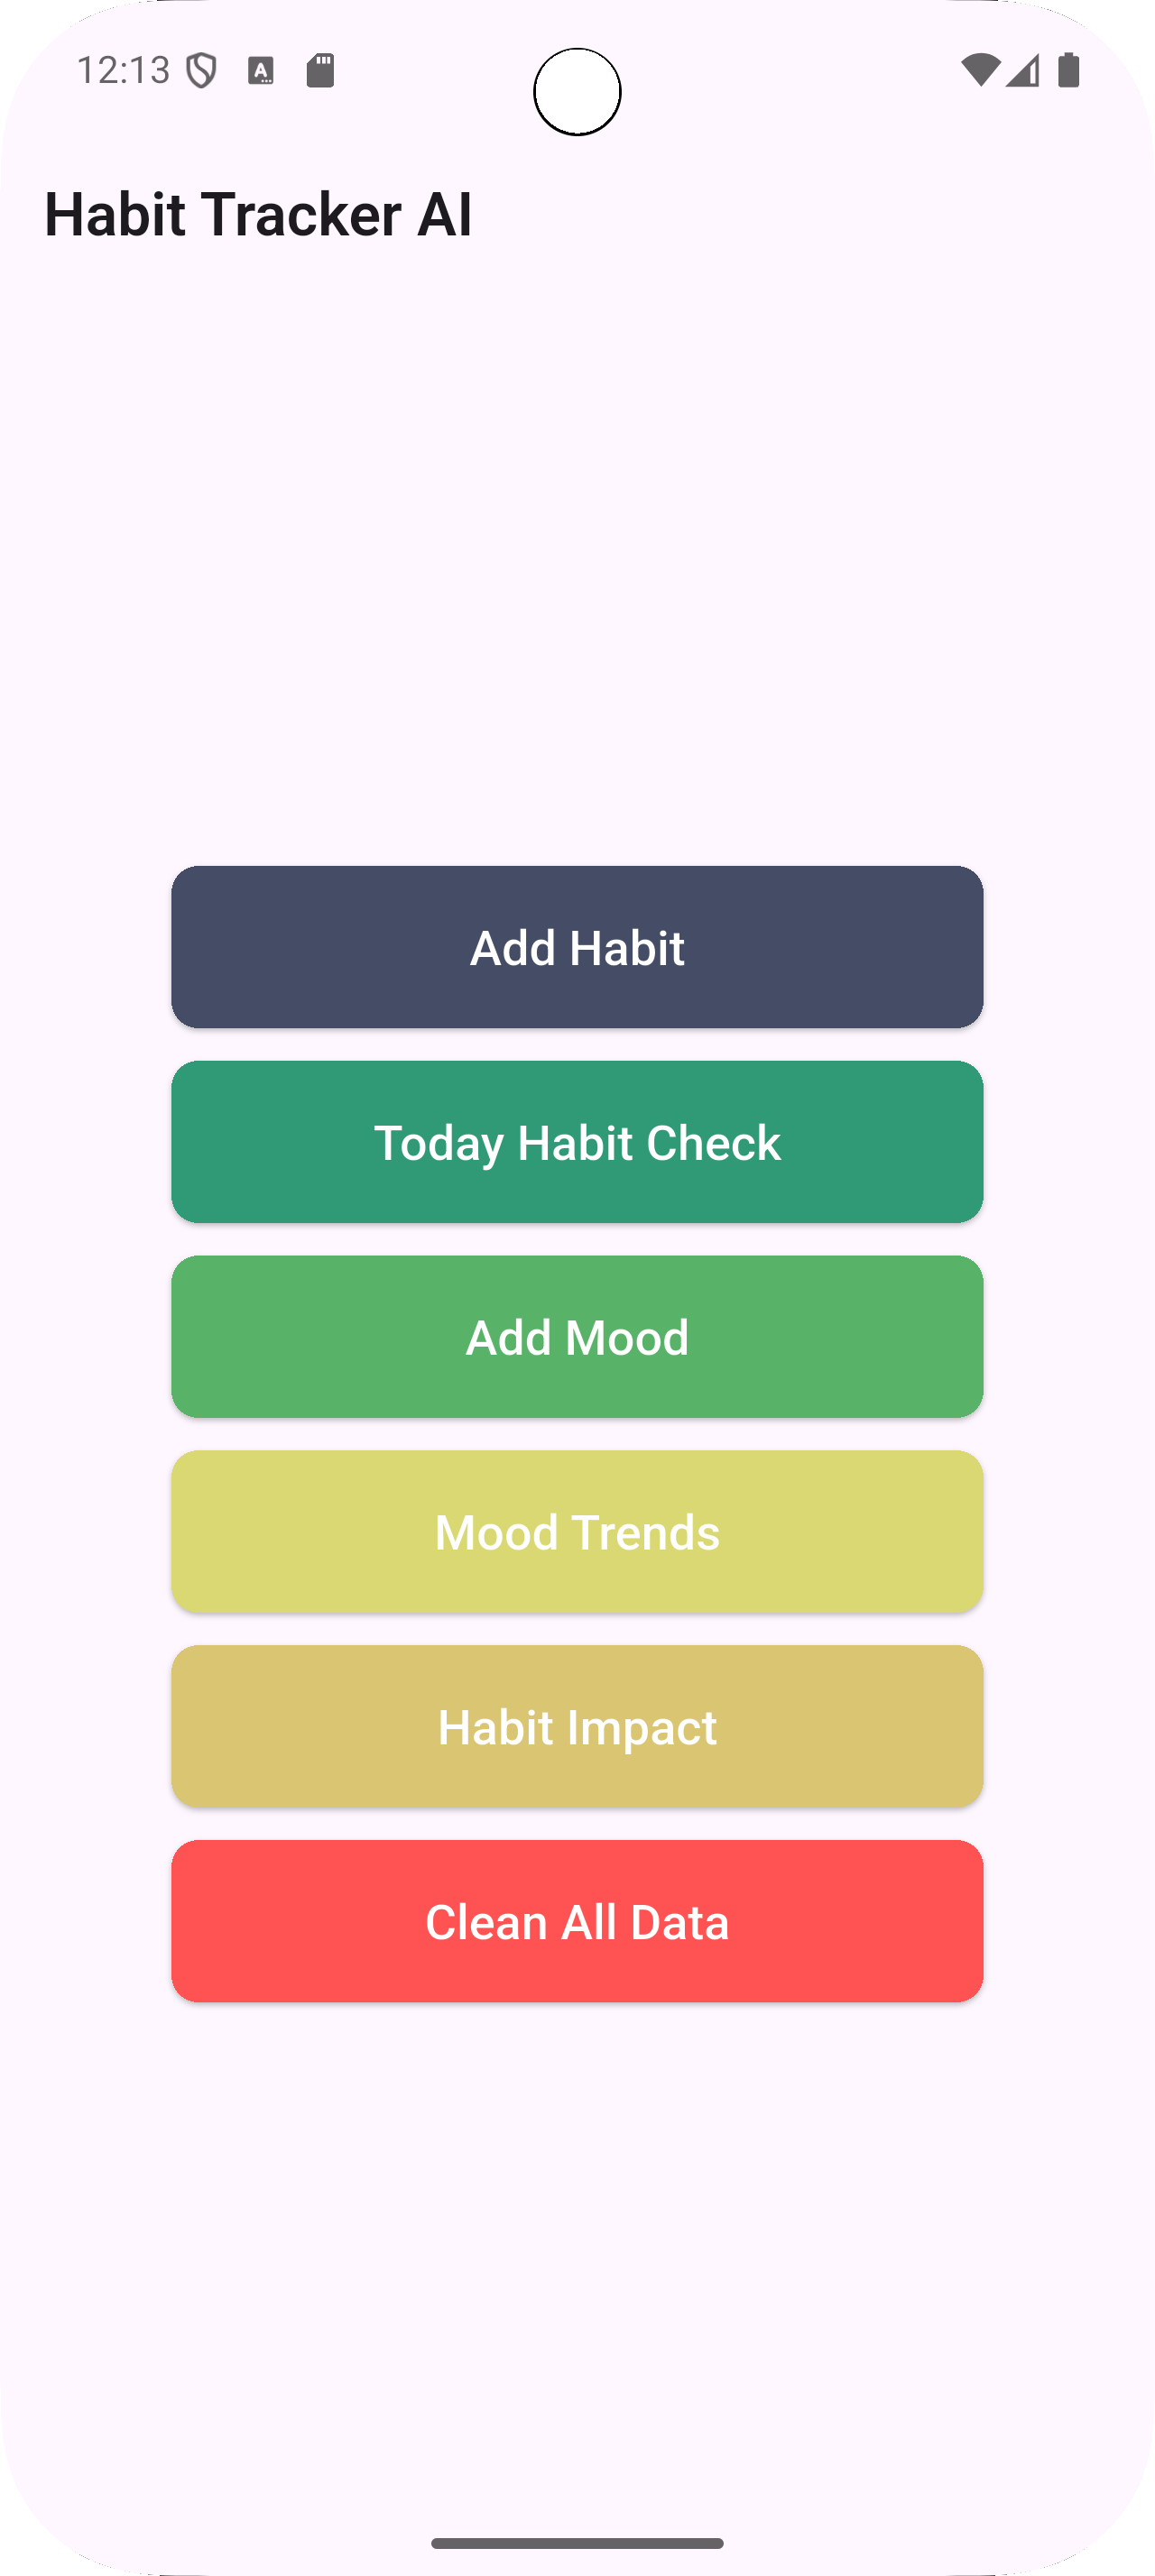 12:13
Habit Tracker AI
Add Habit
Today Habit Check
Add Mood
Mood Trends
Habit Impact
Clean All Data